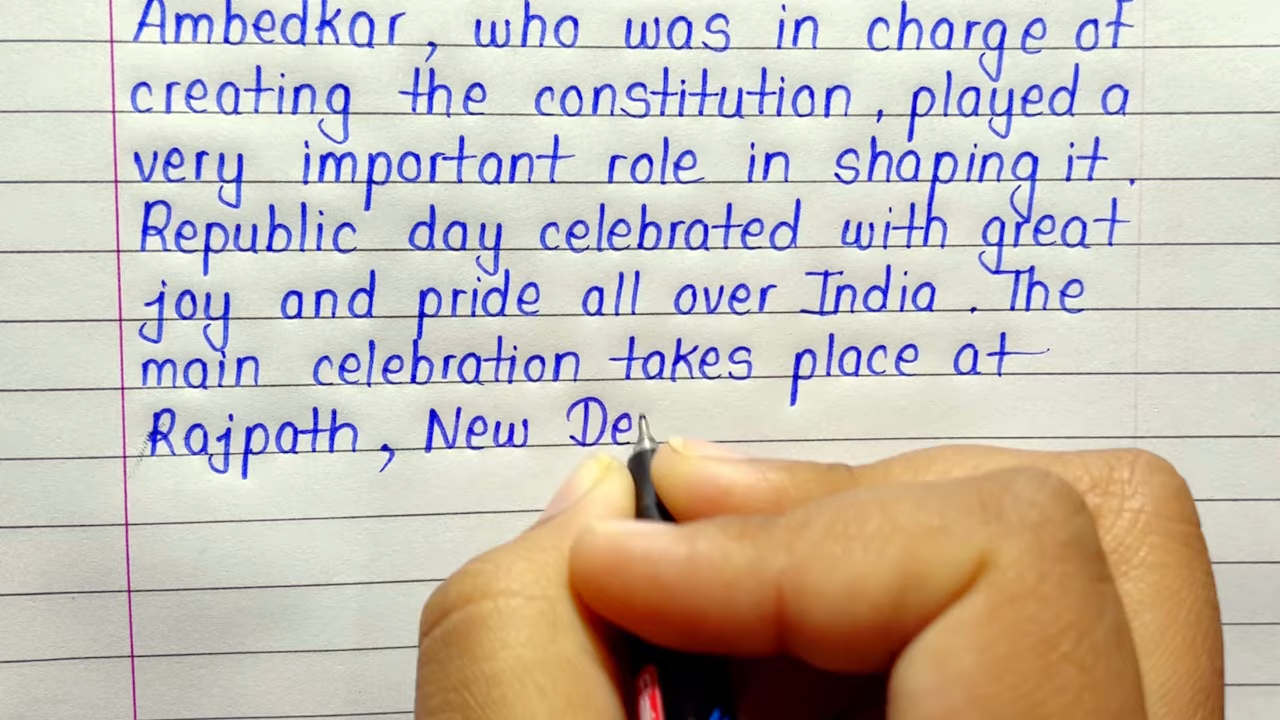 Ambedkar, who was in charge of
creating the constitution, played a
very important role in shaping it.
Republic day celebrated with great
joy and pride all over India. The
main celebration takes place at
Rajpath, New De